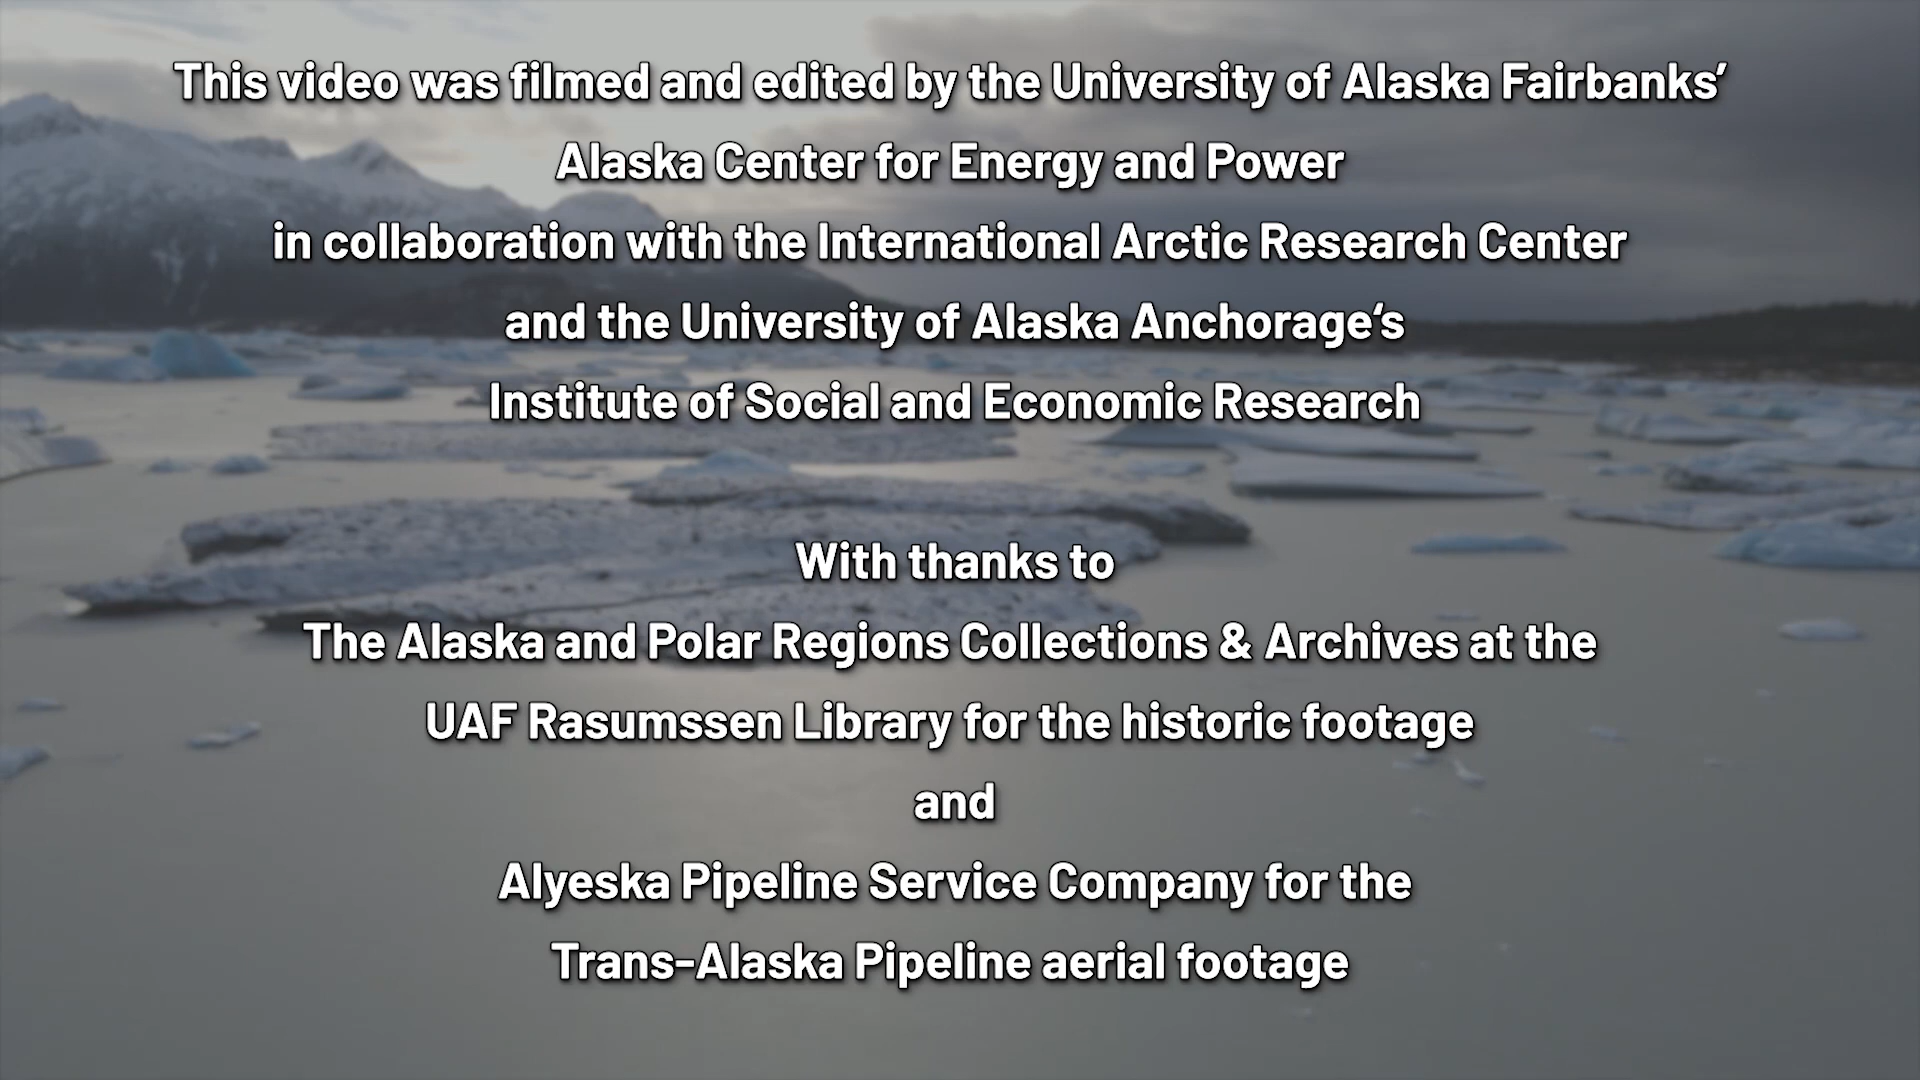 This video was filmed and edited by the University of Alaska Fairbanks’
Alaska Center for Energy and Power
in collaboration with the International Arctic Research Center
and the University of Alaska Anchorage‘s
Institute of Social and Economic Research
With thanks to
The Alaska and Polar Regions Collections & Archives at the
UAF Rasumssen Library for the historic footage
and
Alyeska Pipeline Service Company for the
Trans-Alaska Pipeline aerial footage